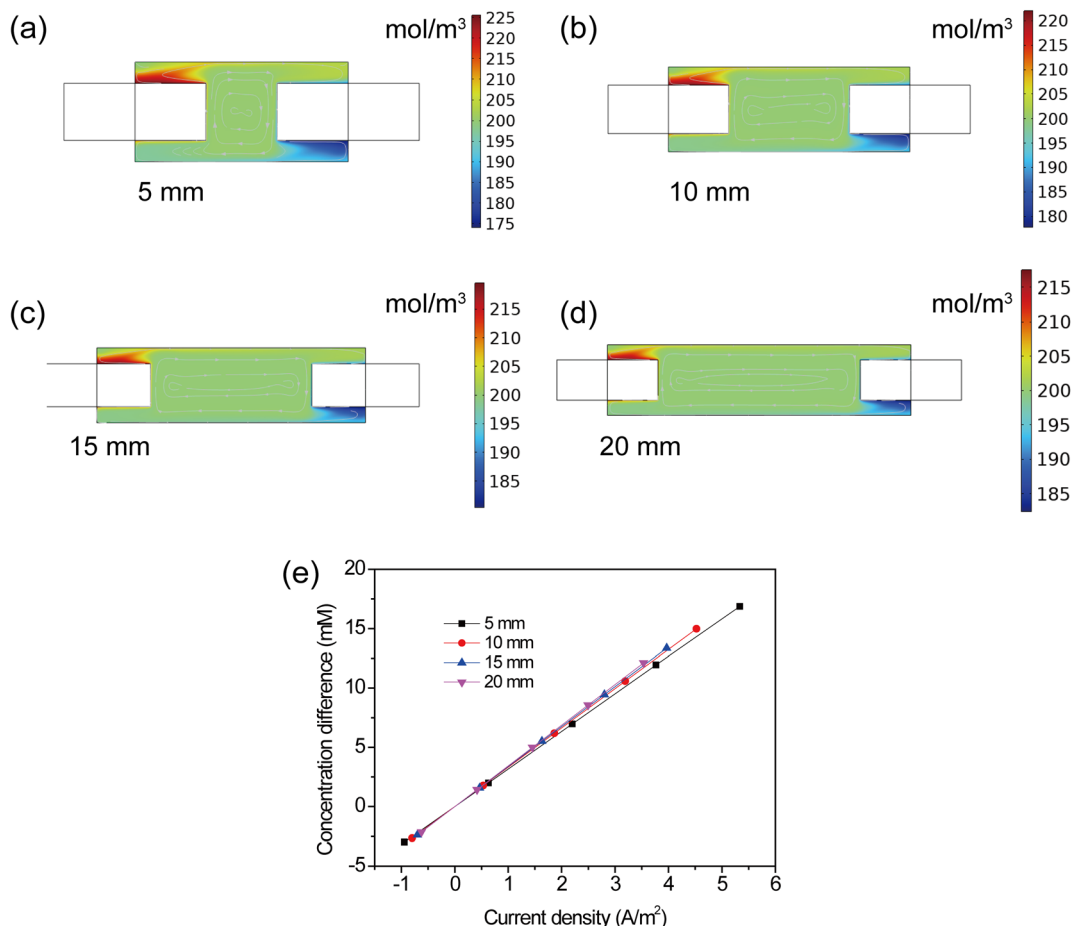 (a)
mol/m³
225
220
215
210
205
200
195
190
185
180
175
5 mm
(b)
mol/m³
220
215
210
205
200
195
190
185
180
10 mm
(c)
mol/m³
215
210
205
200
195
190
185
15 mm
(d)
mol/m³
215
210
205
200
195
190
185
20 mm
(e)
Concentration difference (mM)
20
15
10
5
0
-5
5 mm
10 mm
15 mm
20 mm
-1 0 1 2 3 4 5 6
Current density (A/m²)